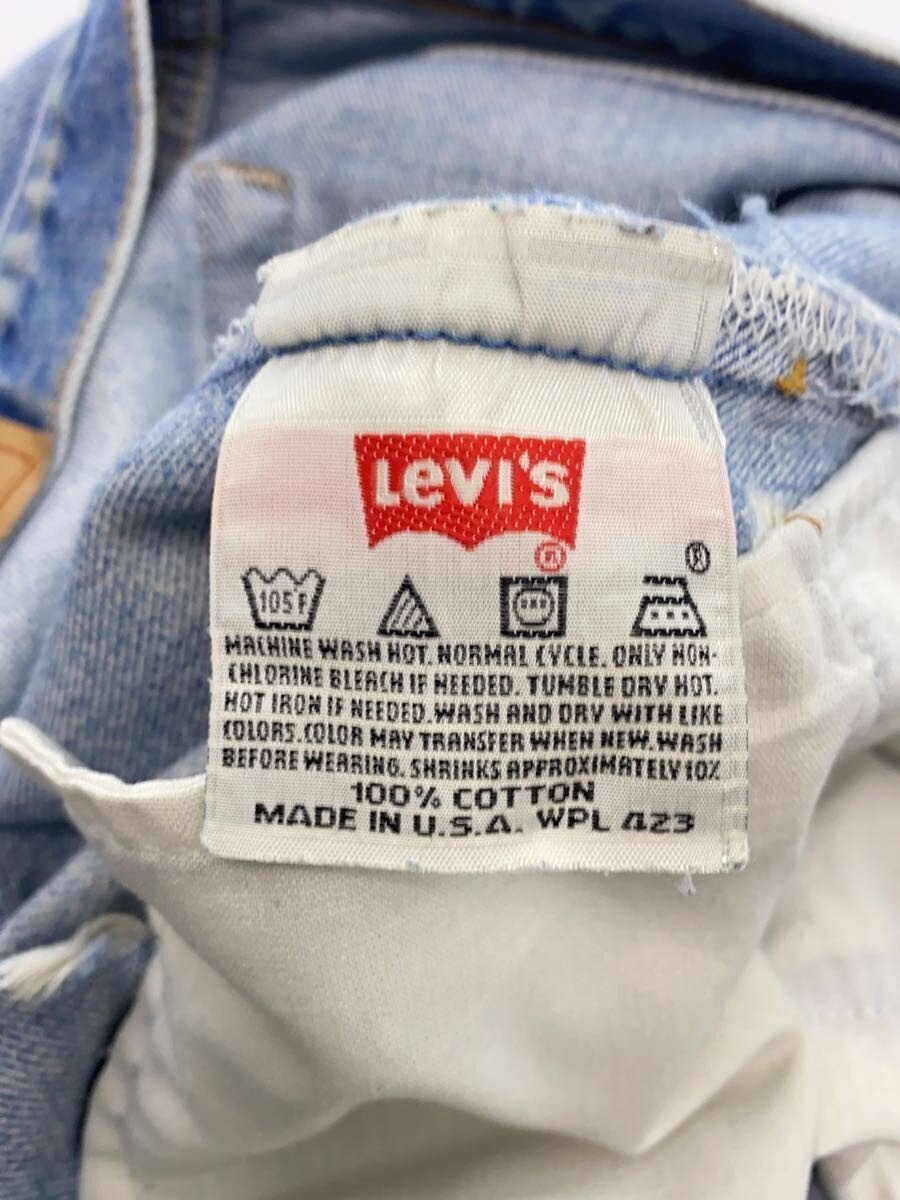 Levi's
®
®
105F
MACHINE WASH HOT. NORMAL CYCLE. ONLY NON-
CHLORINE BLEACH IF NEEDED. TUMBLE DRY HOT.
HOT IRON IF NEEDED. WASH AND DRY WITH LIKE
COLORS. COLOR MAY TRANSFER WHEN NEW. WASH
BEFORE WEARING. SHRINKS APPROXIMATELY 10%
100% COTTON
MADE IN U.S.A. WPL 423